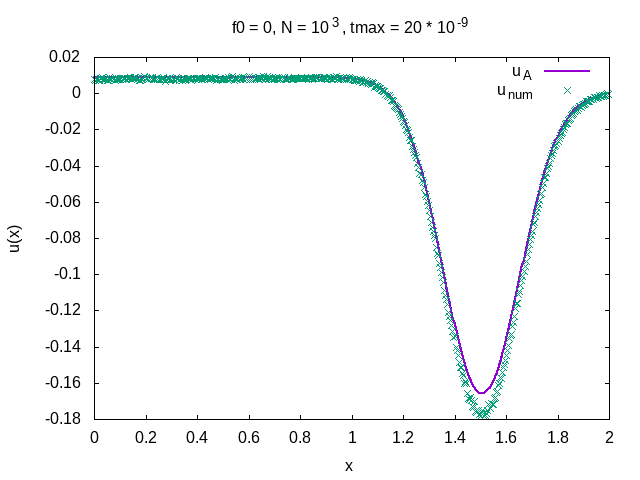 f0 = 0, N = 10^3, tmax = 20 * 10^-9
u_A
u_num
0.02
0
-0.02
-0.04
-0.06
-0.08
-0.1
-0.12
-0.14
-0.16
-0.18
u(x)
0 0.2 0.4 0.6 0.8 1 1.2 1.4 1.6 1.8 2
x